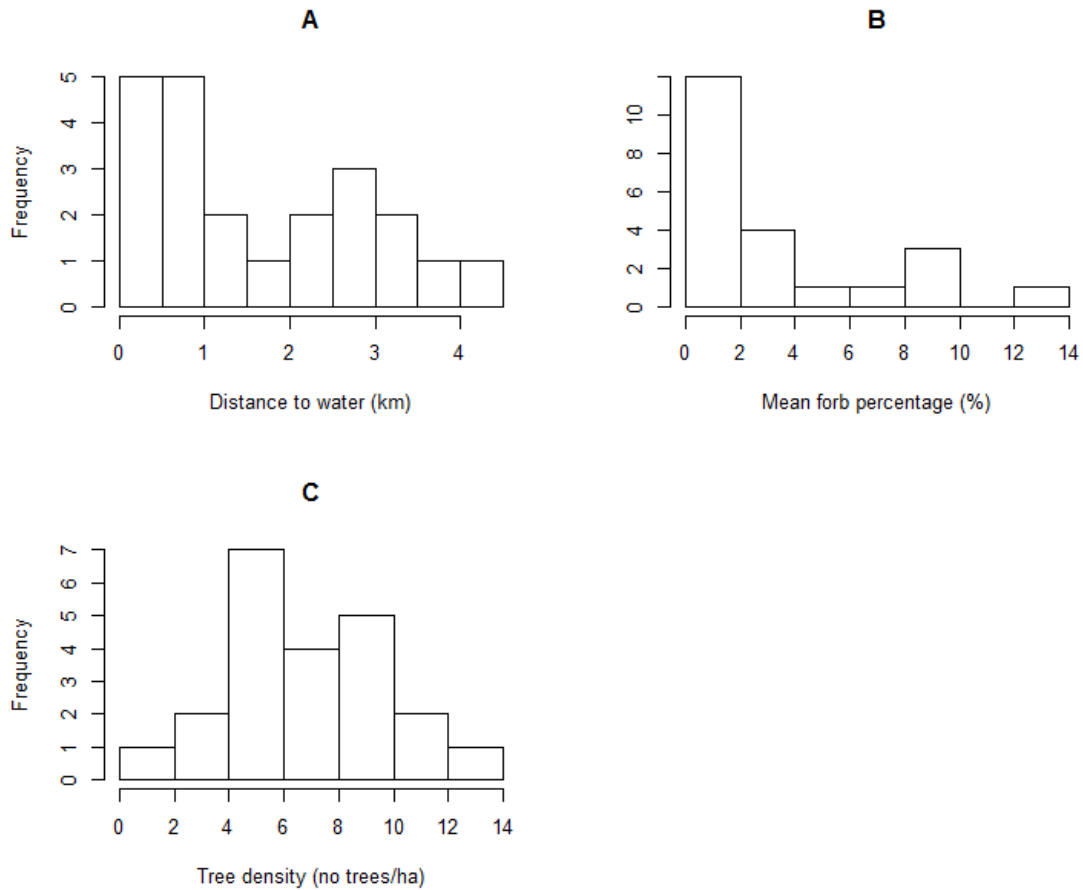 A
Frequency
5
4
3
2
1
0
0 1 2 3 4
Distance to water (km)
B
10
8
6
4
2
0
0 2 4 6 8 10 12 14
Mean forb percentage (%)
C
Frequency
7
6
5
4
3
2
1
0
0 2 4 6 8 10 12 14
Tree density (no trees/ha)